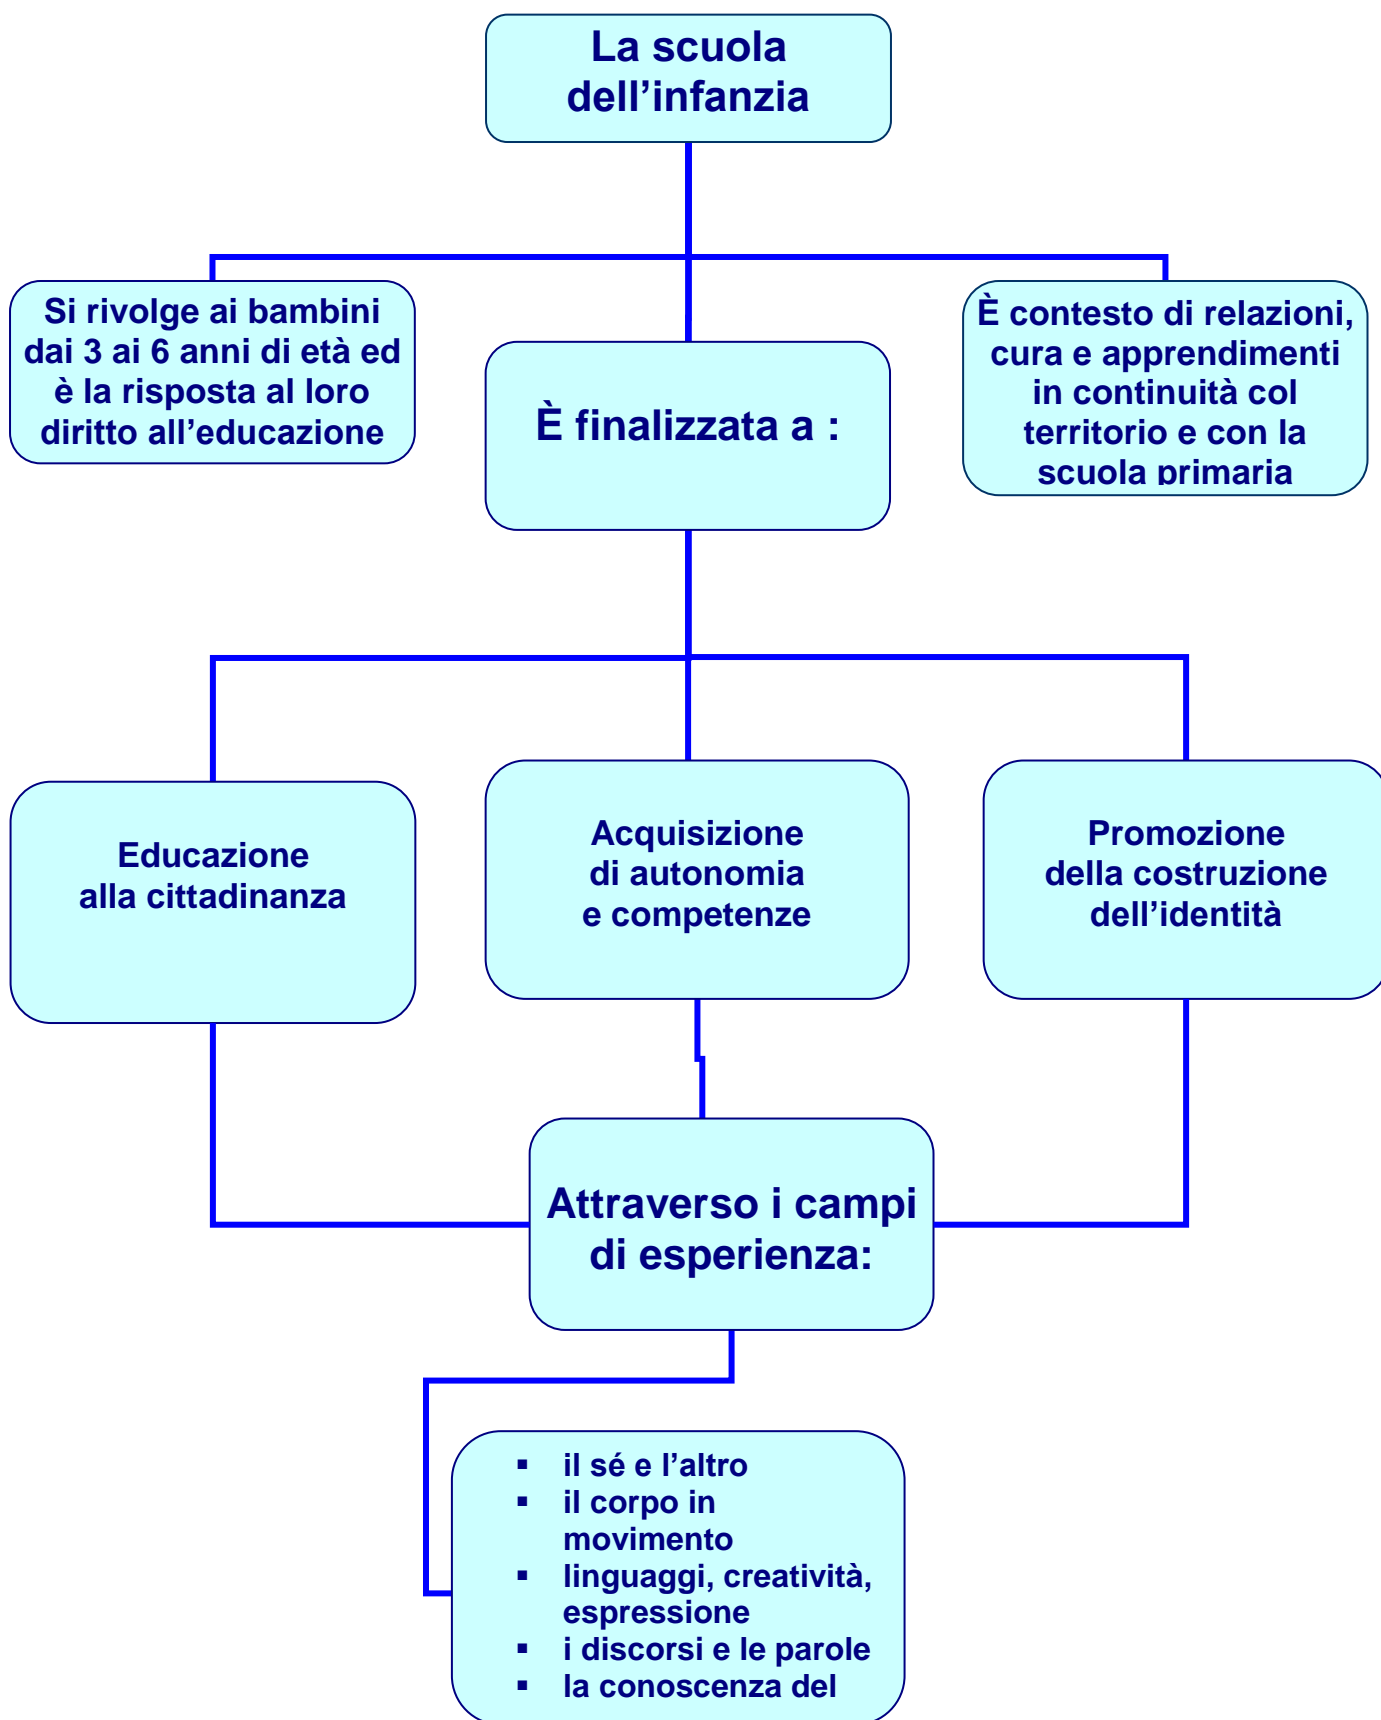 La scuola
dell’infanzia
Si rivolge ai bambini
dai 3 ai 6 anni di età ed
è la risposta al loro
diritto all’educazione
È finalizzata a :
È contesto di relazioni,
cura e apprendimenti
in continuità col
territorio e con la
scuola primaria
Educazione
alla cittadinanza
Acquisizione
di autonomia
e competenze
Promozione
della costruzione
dell’identità
Attraverso i campi
di esperienza:
▪ il sé e l’altro
▪ il corpo in
movimento
▪ linguaggi, creatività,
espressione
▪ i discorsi e le parole
▪ la conoscenza del